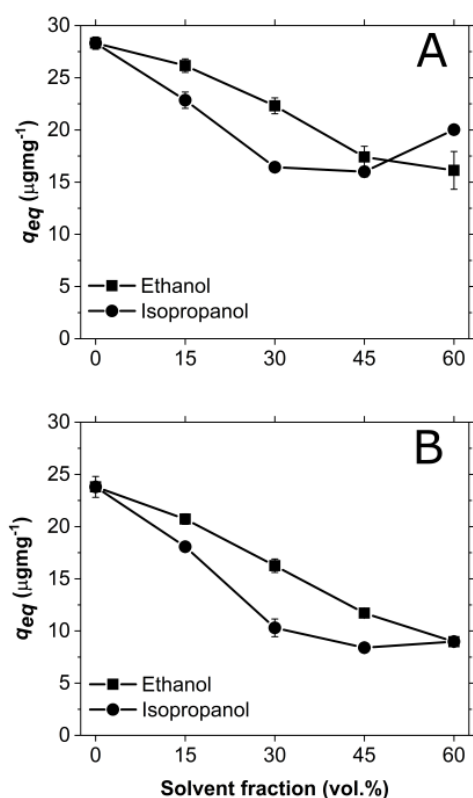 30
25
20
15
10
5
0
q_eq (µgmg⁻¹)
A
Ethanol
Isopropanol
0 15 30 45 60
30
25
20
15
10
5
0
q_eq (µgmg⁻¹)
B
Ethanol
Isopropanol
0 15 30 45 60
Solvent fraction (vol.%)